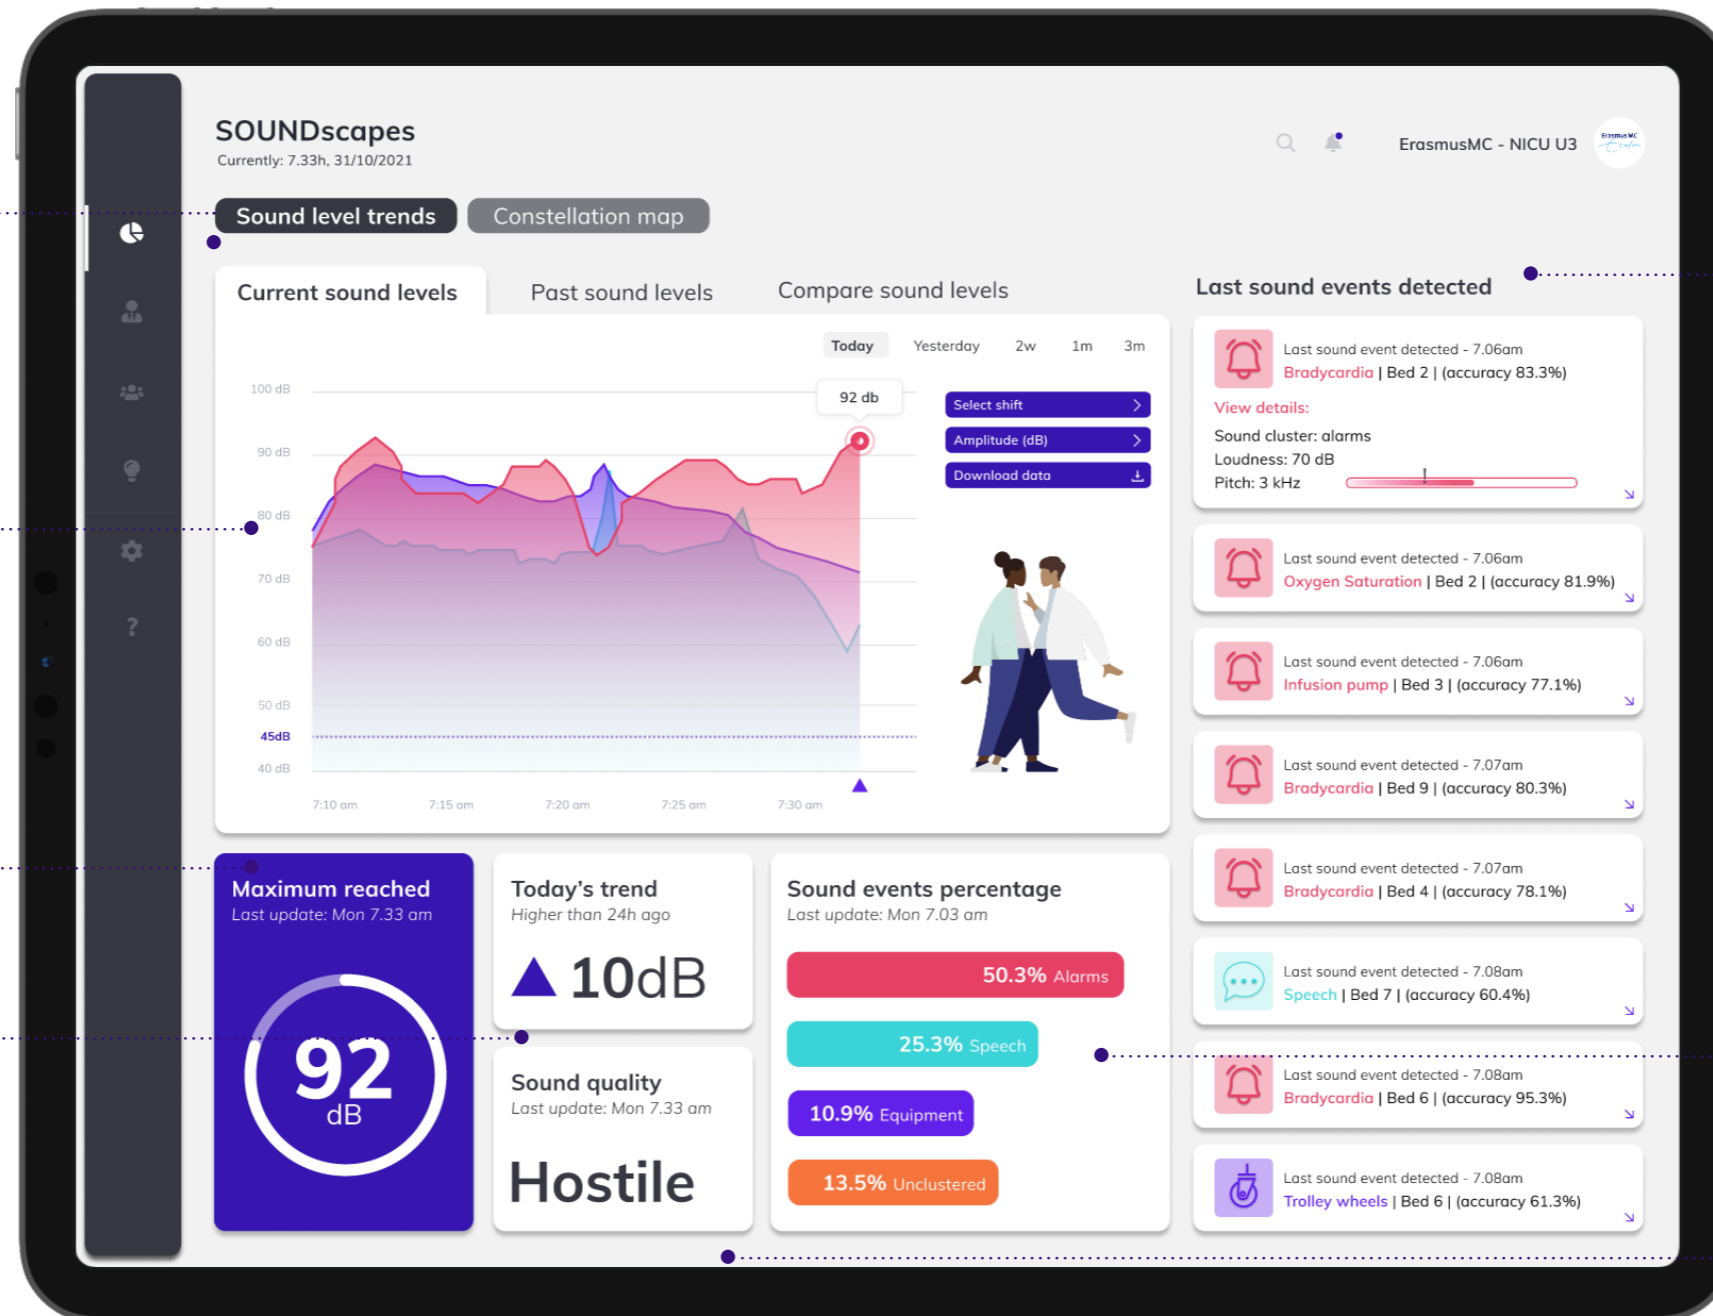 SOUNDscapes
Currently: 7.33h, 31/10/2021
ErasmusMC - NICU U3
Erasmus MC
Sound level trends
Constellation map
Current sound levels
Past sound levels
Compare sound levels
Today
Yesterday
2w
1m
3m
100 dB
90 dB
80 dB
70 dB
60 dB
50 dB
45dB
40 dB
92 db
7:10 am
7:15 am
7:20 am
7:25 am
7:30 am
Select shift
Amplitude (dB)
Download data
?
Maximum reached
Last update: Mon 7.33 am
92
dB
Today's trend
Higher than 24h ago
10dB
Sound quality
Last update: Mon 7.33 am
Hostile
Sound events percentage
Last update: Mon 7.03 am
50.3% Alarms
25.3% Speech
10.9% Equipment
13.5% Unclustered
Last sound events detected
Last sound event detected - 7.06am
Bradycardia | Bed 2 | (accuracy 83.3%)
View details:
Sound cluster: alarms
Loudness: 70 dB
Pitch: 3 kHz
!
Last sound event detected - 7.06am
Oxygen Saturation | Bed 2 | (accuracy 81.9%)
Last sound event detected - 7.06am
Infusion pump | Bed 3 | (accuracy 77.1%)
Last sound event detected - 7.07am
Bradycardia | Bed 9 | (accuracy 80.3%)
Last sound event detected - 7.07am
Bradycardia | Bed 4 | (accuracy 78.1%)
Last sound event detected - 7.08am
Speech | Bed 7 | (accuracy 60.4%)
Last sound event detected - 7.08am
Bradycardia | Bed 6 | (accuracy 95.3%)
Last sound event detected - 7.08am
Trolley wheels | Bed 6 | (accuracy 61.3%)